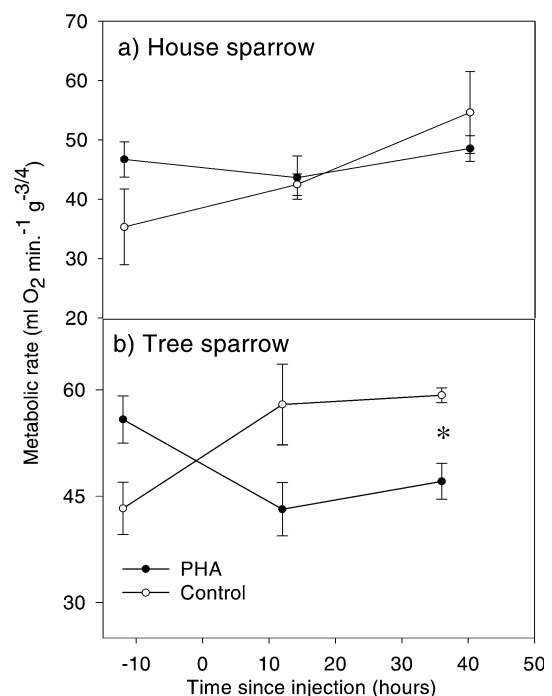 70
a) House sparrow
60
50
40
30
20
Metabolic rate (ml O2 min.-1 g-3/4)
b) Tree sparrow
60
*
45
PHA
Control
30
-10 0 10 20 30 40 50
Time since injection (hours)